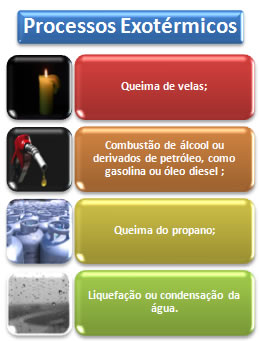 Processos Exotérmicos
Queima de velas;
Combustão de álcool ou
derivados de petróleo, como
gasolina ou óleo diesel ;
Queima do propano;
Liquefação ou condensação da
água.